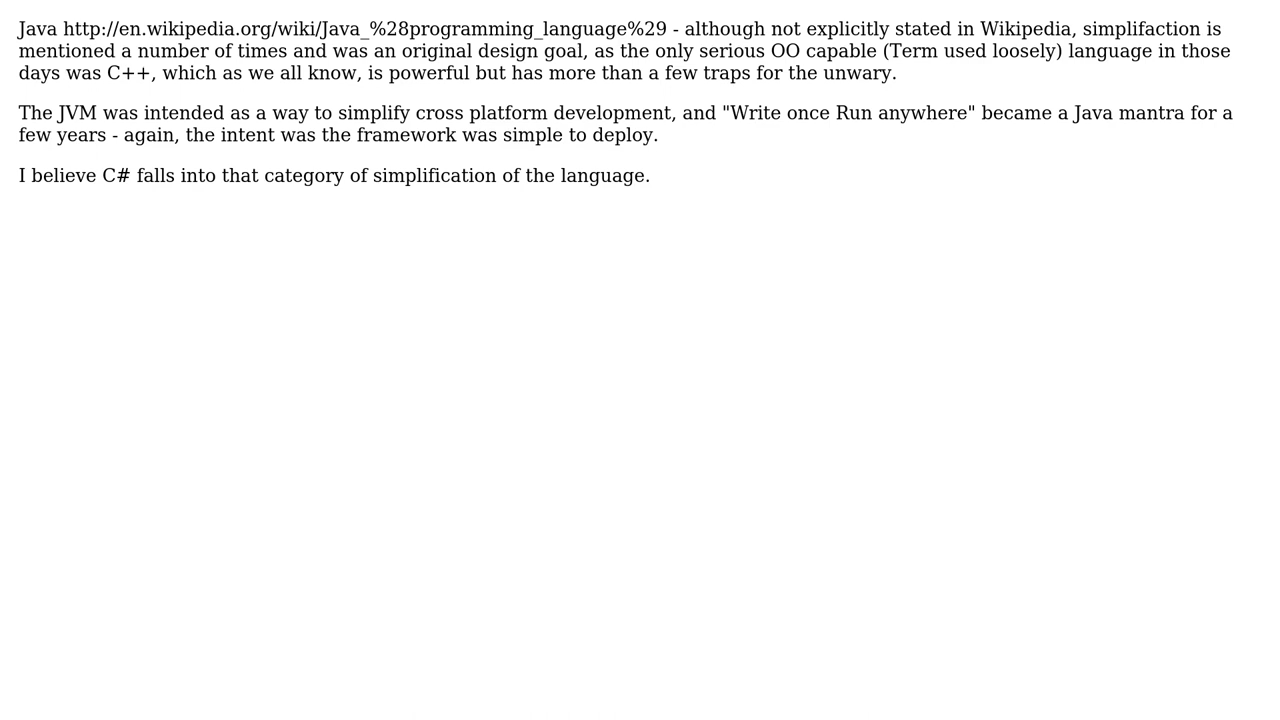 Java http://en.wikipedia.org/wiki/Java_%28programming_language%29 - although not explicitly stated in Wikipedia, simplifaction is
mentioned a number of times and was an original design goal, as the only serious OO capable (Term used loosely) language in those
days was C++, which as we all know, is powerful but has more than a few traps for the unwary.
The JVM was intended as a way to simplify cross platform development, and "Write once Run anywhere" became a Java mantra for a
few years - again, the intent was the framework was simple to deploy.
I believe C# falls into that category of simplification of the language.